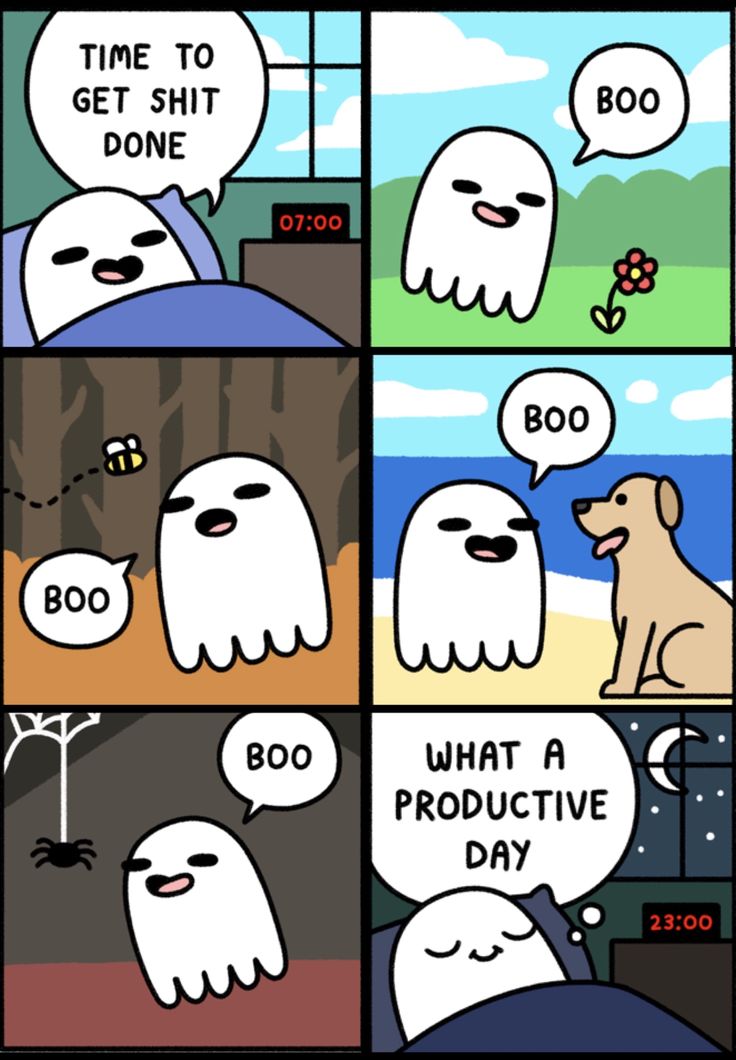 TIME TO
GET SHIT
DONE
07:00
BOO
BOO
BOO
BOO
WHAT A
PRODUCTIVE
DAY
23:00